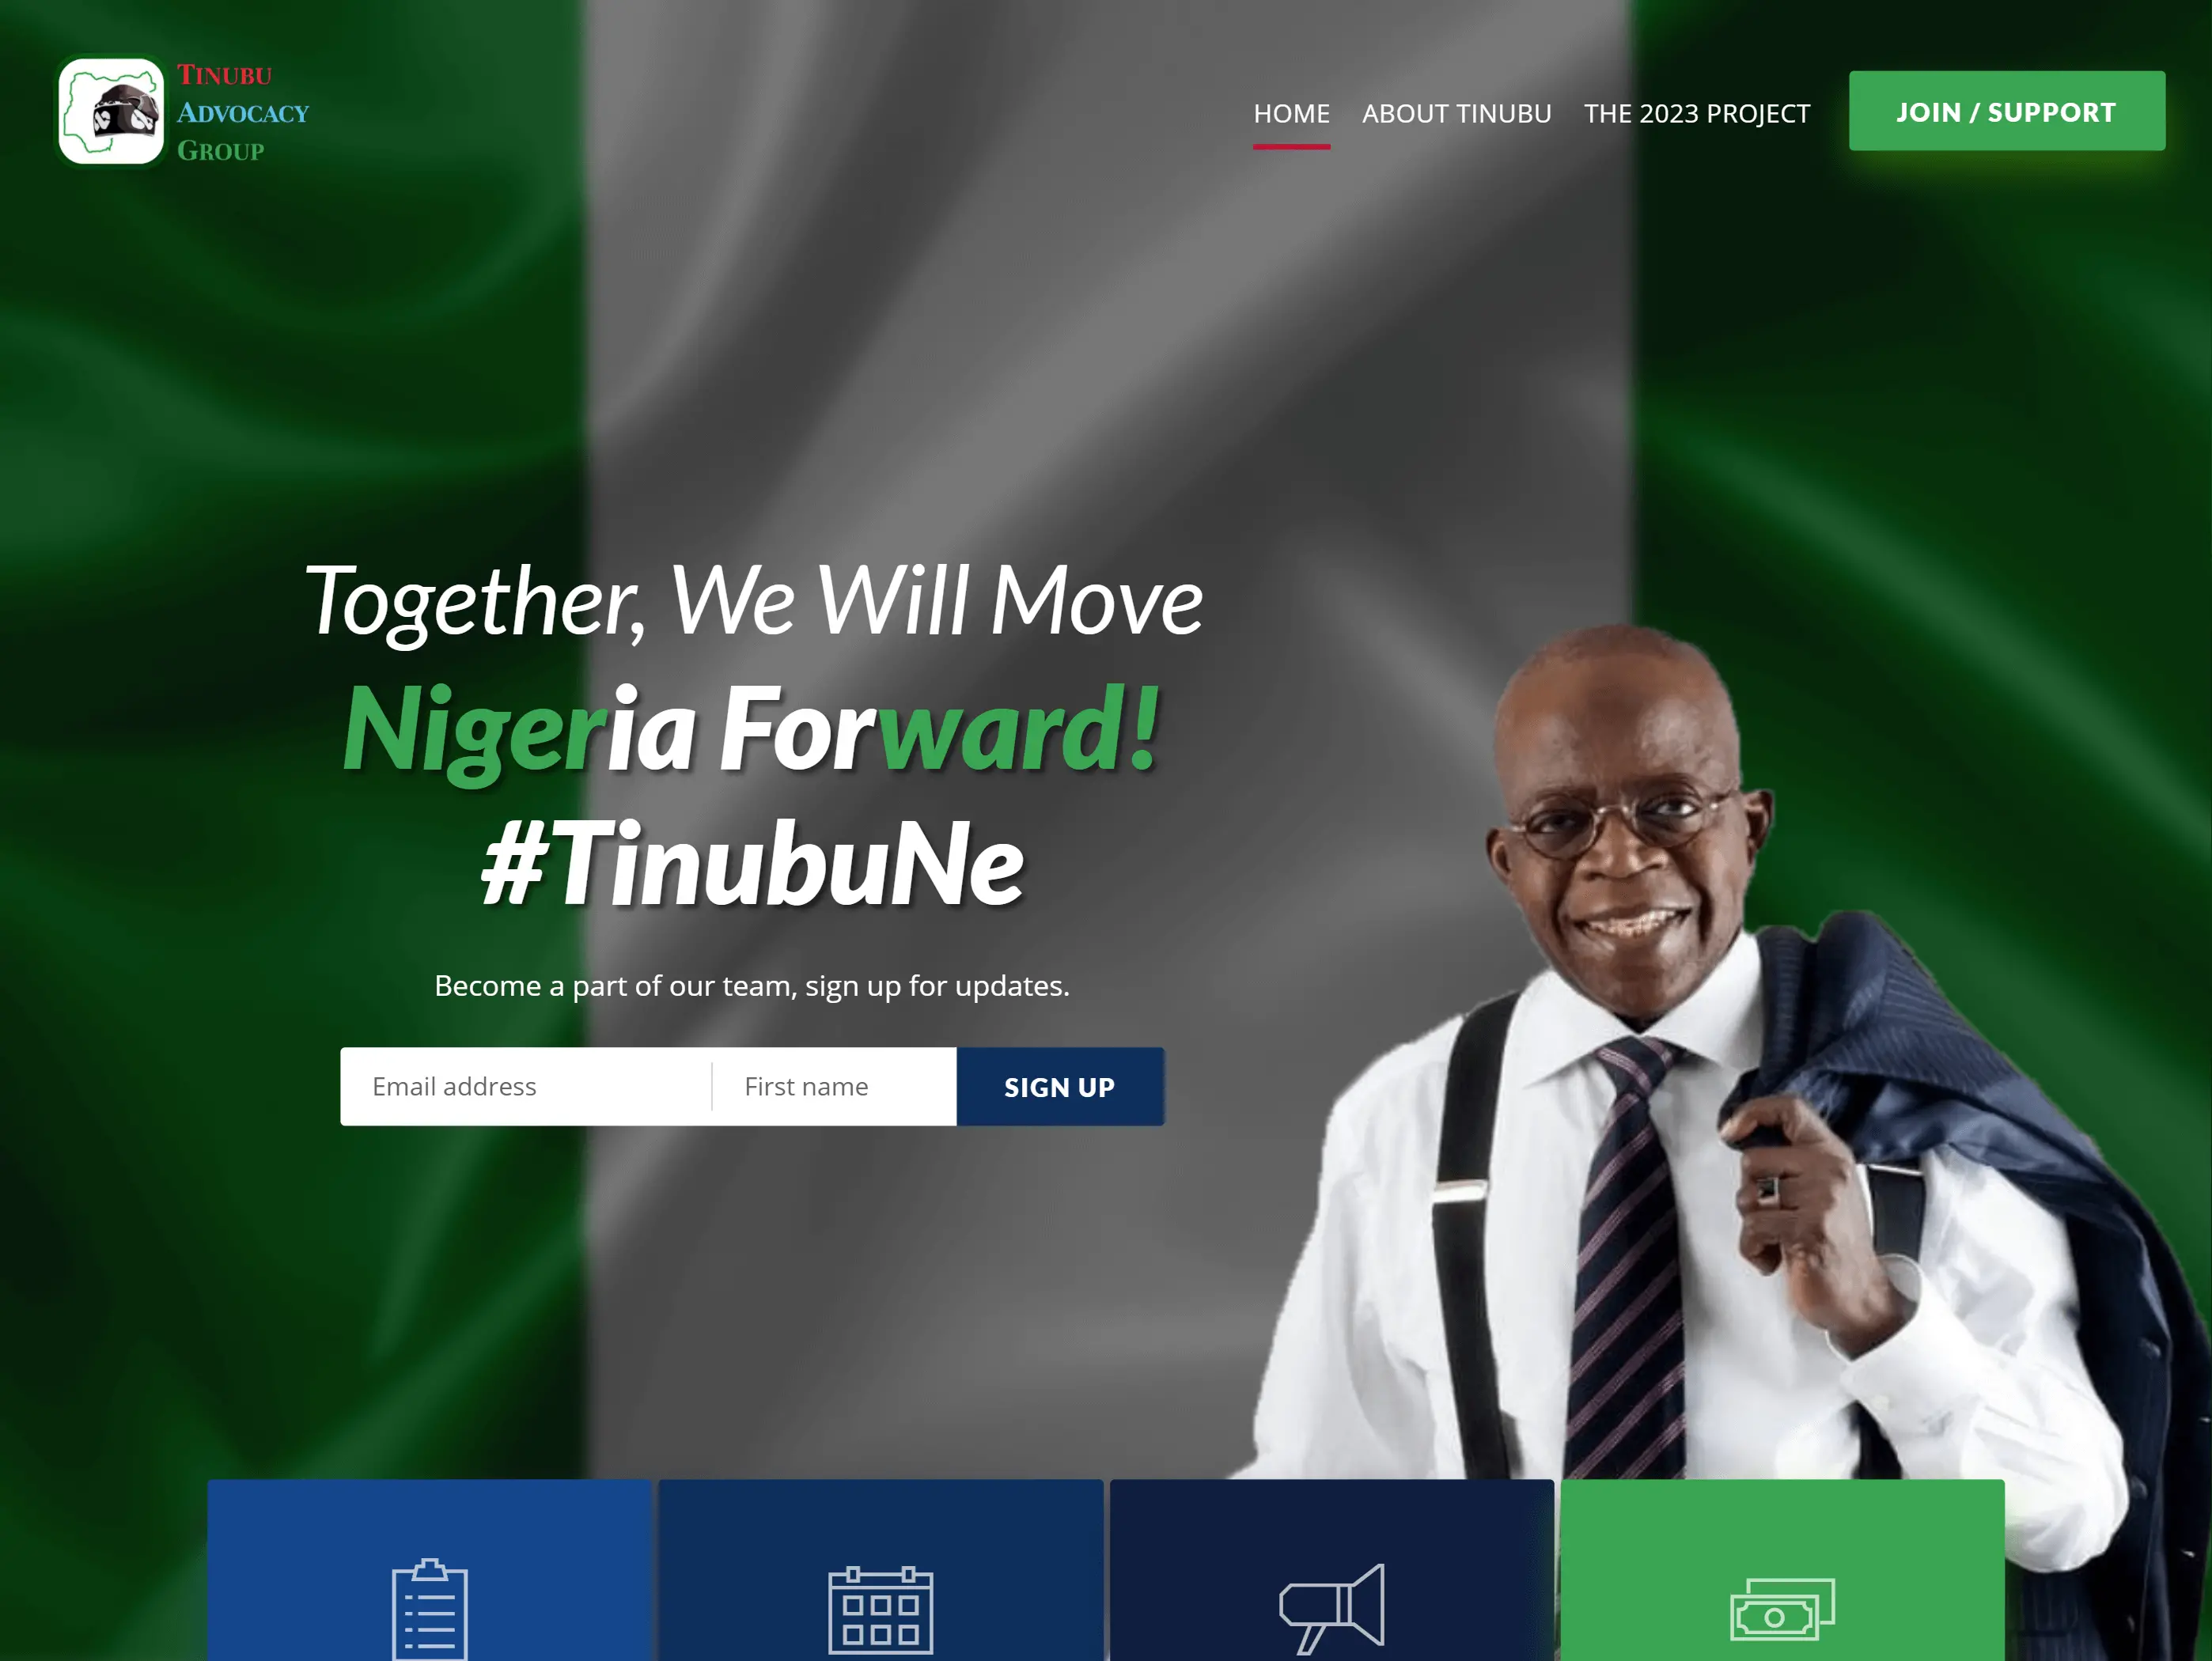 TINUBU
ADVOCACY
GROUP
HOME ABOUT TINUBU THE 2023 PROJECT JOIN / SUPPORT
Together, We Will Move
Nigeria Forward!
#TinubuNe
Become a part of our team, sign up for updates.
Email address First name SIGN UP